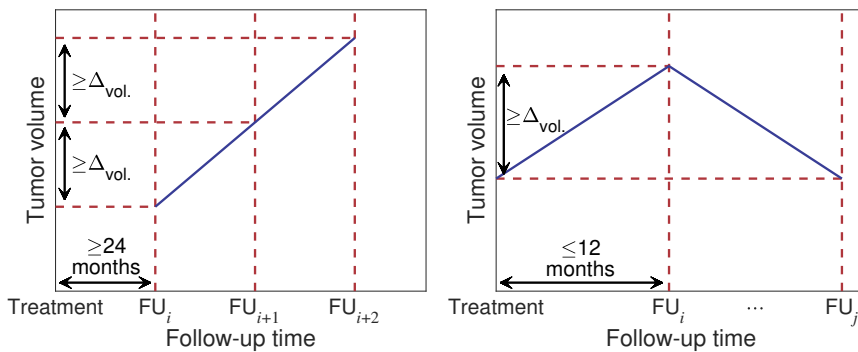 Tumor volume
≥Δvol.
≥Δvol.
≥24
months
Treatment FUi FUi+1 FUi+2
Follow-up time
Tumor volume
≥Δvol.
≤12
months
Treatment FUi ... FUj
Follow-up time